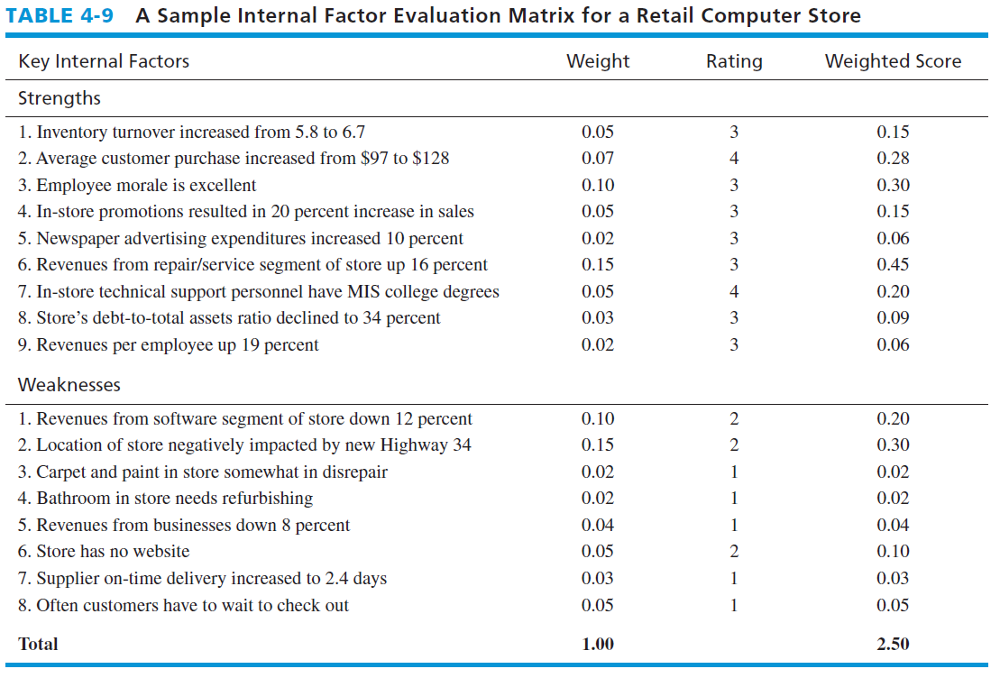 TABLE 4-9 A Sample Internal Factor Evaluation Matrix for a Retail Computer Store
Key Internal Factors Weight Rating Weighted Score
Strengths
1. Inventory turnover increased from 5.8 to 6.7 0.05 3 0.15
2. Average customer purchase increased from $97 to $128 0.07 4 0.28
3. Employee morale is excellent 0.10 3 0.30
4. In-store promotions resulted in 20 percent increase in sales 0.05 3 0.15
5. Newspaper advertising expenditures increased 10 percent 0.02 3 0.06
6. Revenues from repair/service segment of store up 16 percent 0.15 3 0.45
7. In-store technical support personnel have MIS college degrees 0.05 4 0.20
8. Store’s debt-to-total assets ratio declined to 34 percent 0.03 3 0.09
9. Revenues per employee up 19 percent 0.02 3 0.06
Weaknesses
1. Revenues from software segment of store down 12 percent 0.10 2 0.20
2. Location of store negatively impacted by new Highway 34 0.15 2 0.30
3. Carpet and paint in store somewhat in disrepair 0.02 1 0.02
4. Bathroom in store needs refurbishing 0.02 1 0.02
5. Revenues from businesses down 8 percent 0.04 1 0.04
6. Store has no website 0.05 2 0.10
7. Supplier on-time delivery increased to 2.4 days 0.03 1 0.03
8. Often customers have to wait to check out 0.05 1 0.05
Total 1.00 2.50